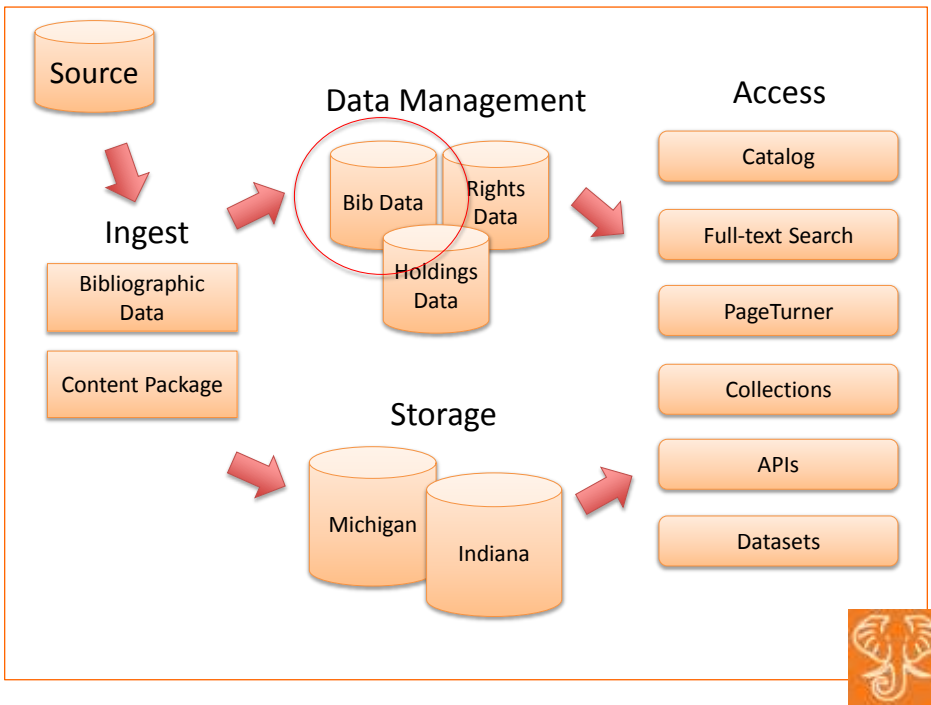 Source
Ingest
Bibliographic
Data
Content Package
Data Management
Bib Data
Rights
Data
Holdings
Data
Storage
Michigan
Indiana
Access
Catalog
Full-text Search
PageTurner
Collections
APIs
Datasets